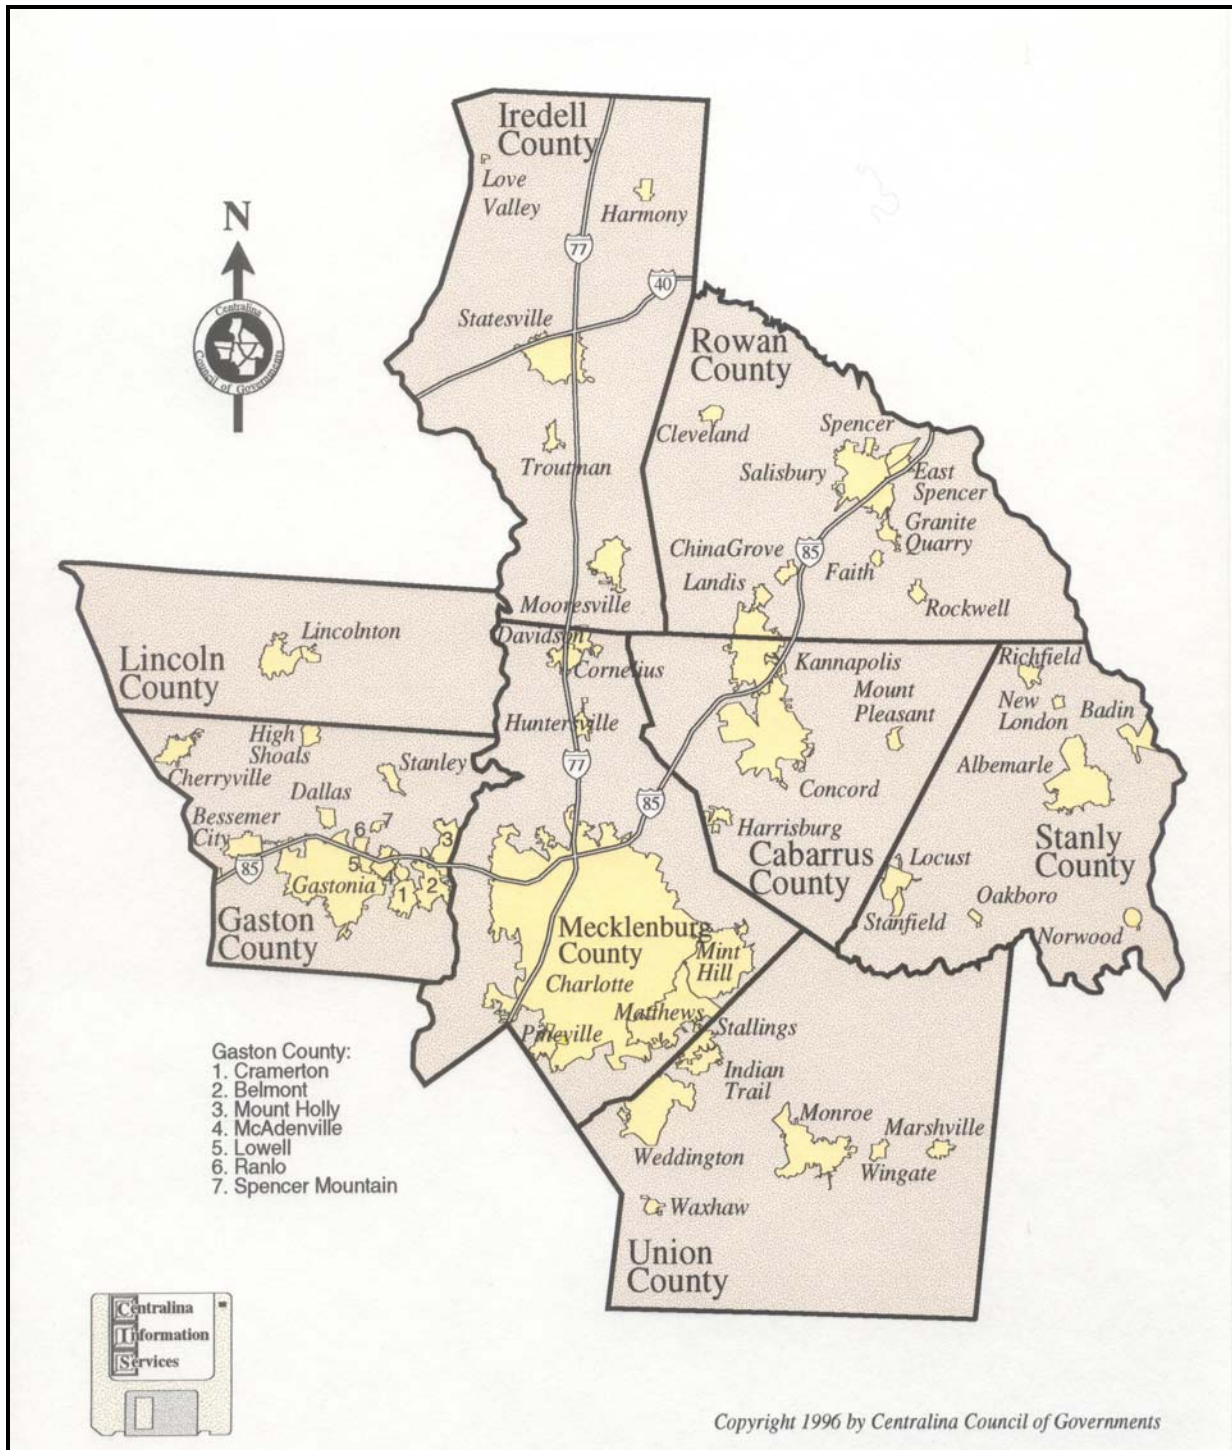 Iredell
County
Love
Valley
Harmony
N
77
40
Centralina
Council of Governments
Statesville
Rowan
County
Cleveland
Spencer
Salisbury
East
Spencer
Troutman
Granite
Quarry
ChinaGrove
85
Faith
Landis
Rockwell
Mooresville
Lincolnton
Lincoln
County
Davidson
Cornelius
Kannapolis
Richfield
Mount
Pleasant
New
London
Badin
Huntersville
High
Shoals
Cherryville
Stanley
77
Albemarle
Concord
Dallas
85
Bessemer
City
6
7
3
Harrisburg
Stanly
County
Cabarrus
County
Locust
85
5
4
Gastonia
1
2
Oakboro
Stanfield
Norwood
Gaston
County
Mecklenburg
County
Mint
Hill
Charlotte
Matthews
Pineville
Stallings
Indian
Trail
Gaston County:
1. Cramerton
2. Belmont
3. Mount Holly
4. McAdenville
5. Lowell
6. Ranlo
7. Spencer Mountain
Monroe
Marshville
Weddington
Wingate
Waxhaw
Union
County
Centralina
Information
Services
Copyright 1996 by Centralina Council of Governments